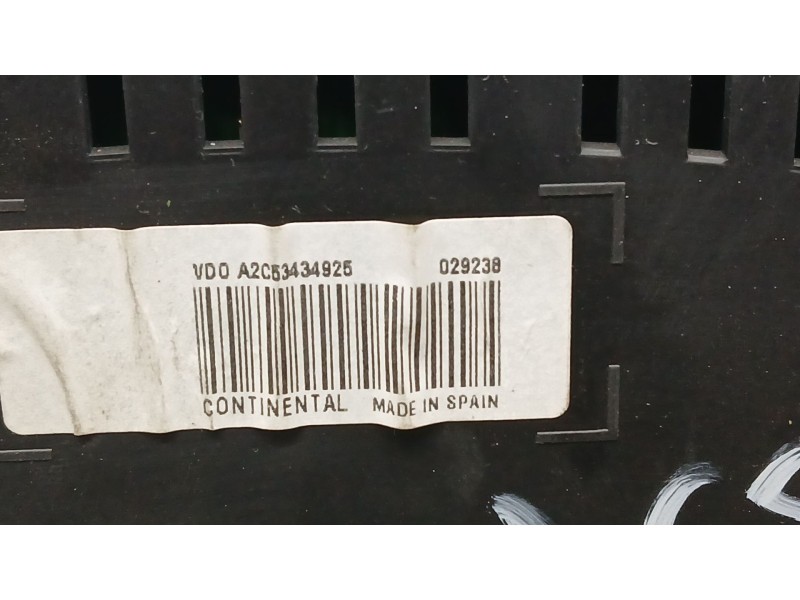 VDO A2C53434925 029238
CONTINENTAL MADE IN SPAIN